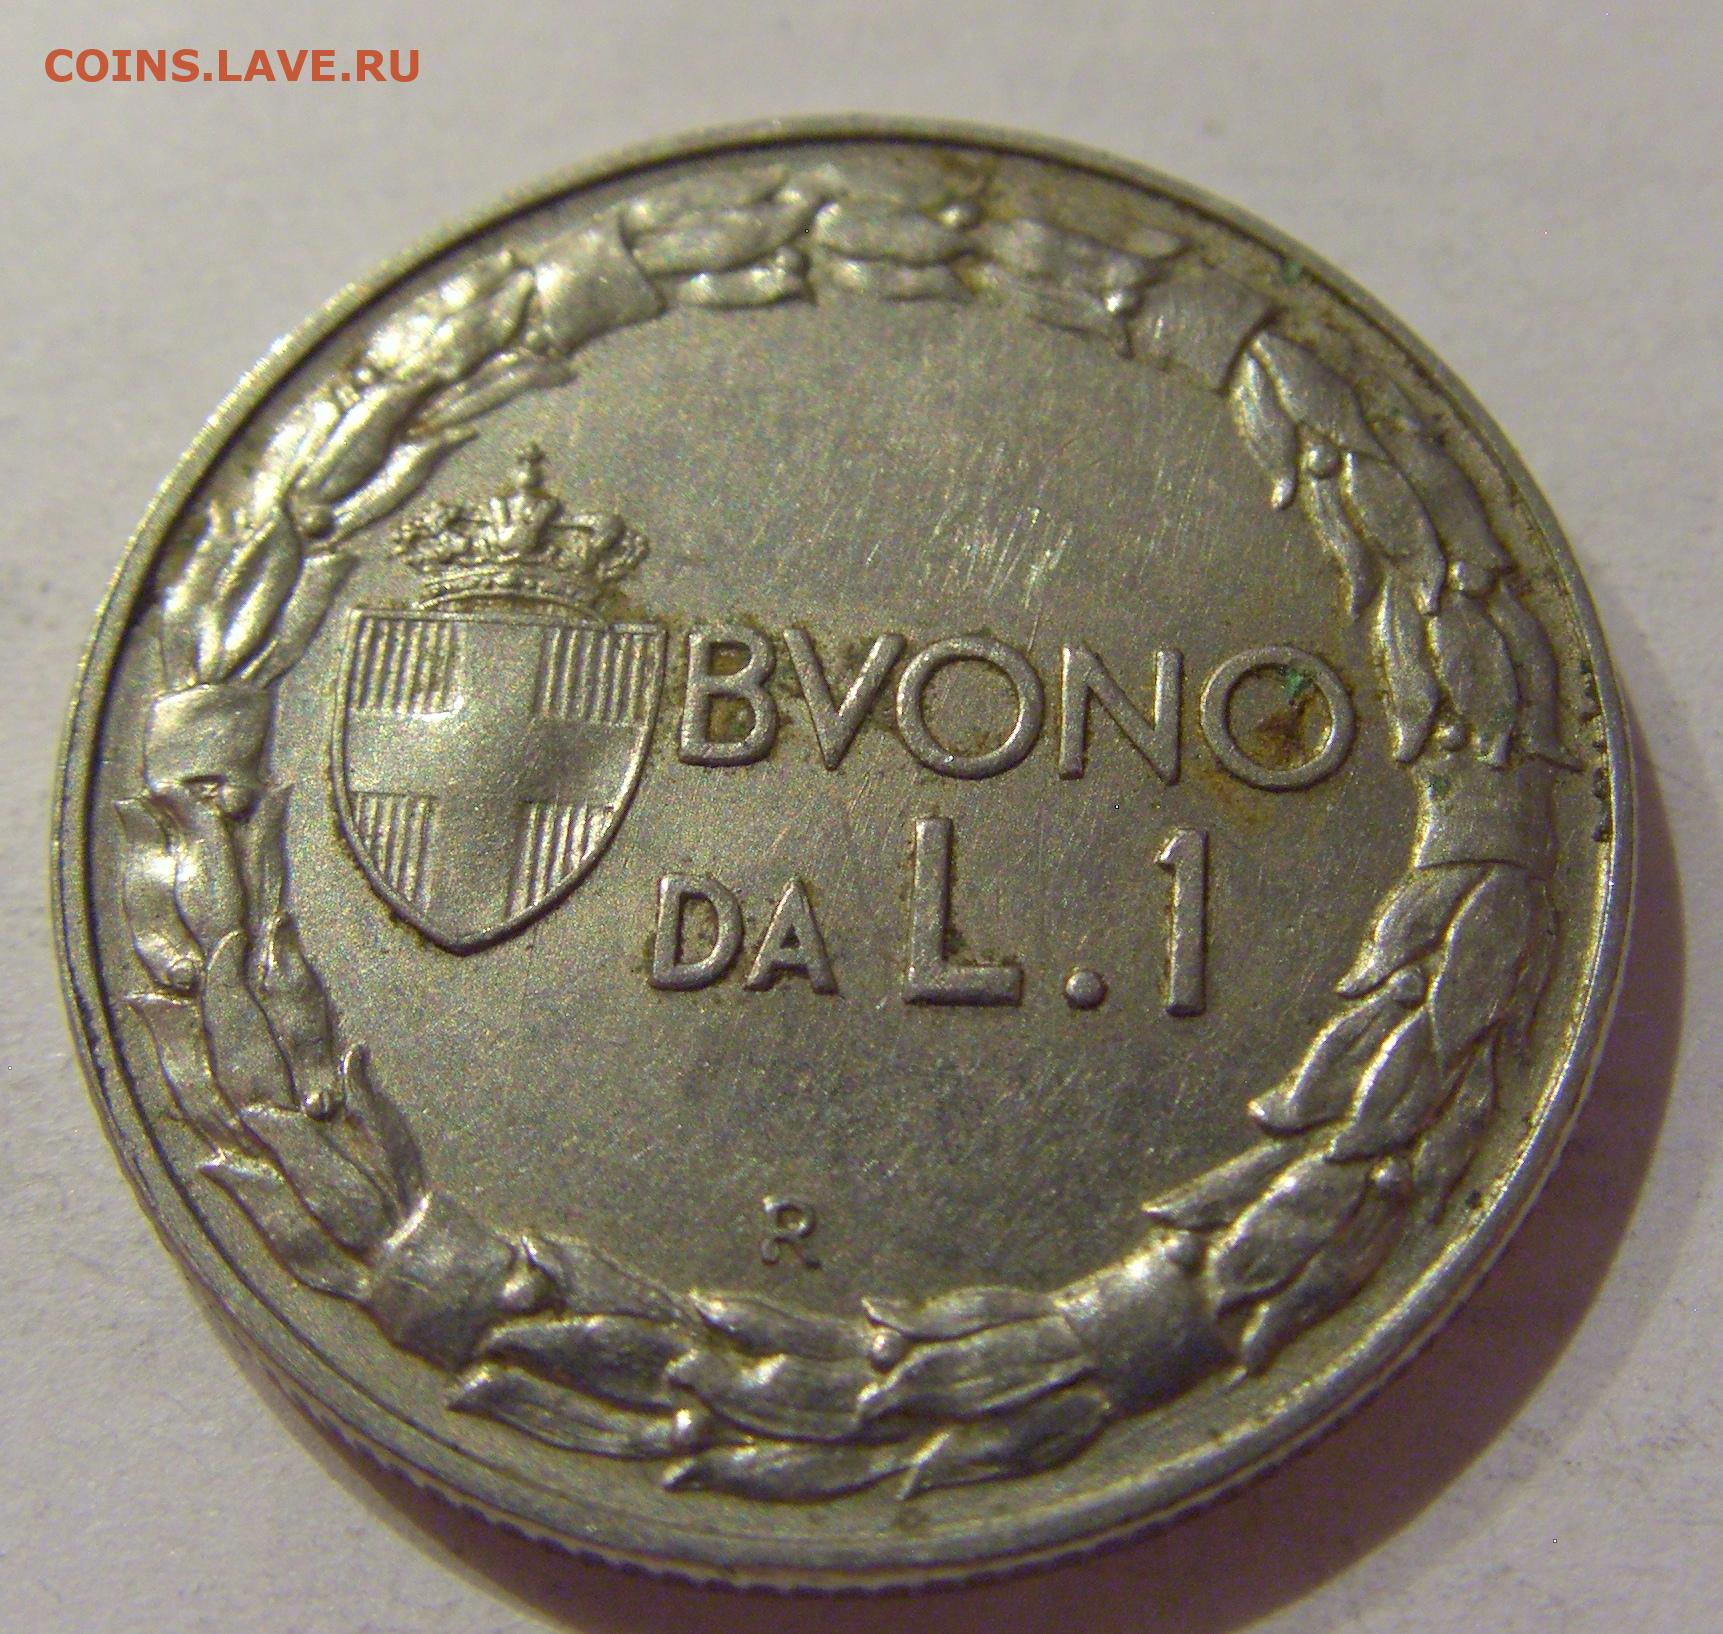 COINS.LAVE.RU
BVONO
DA L. 1
R